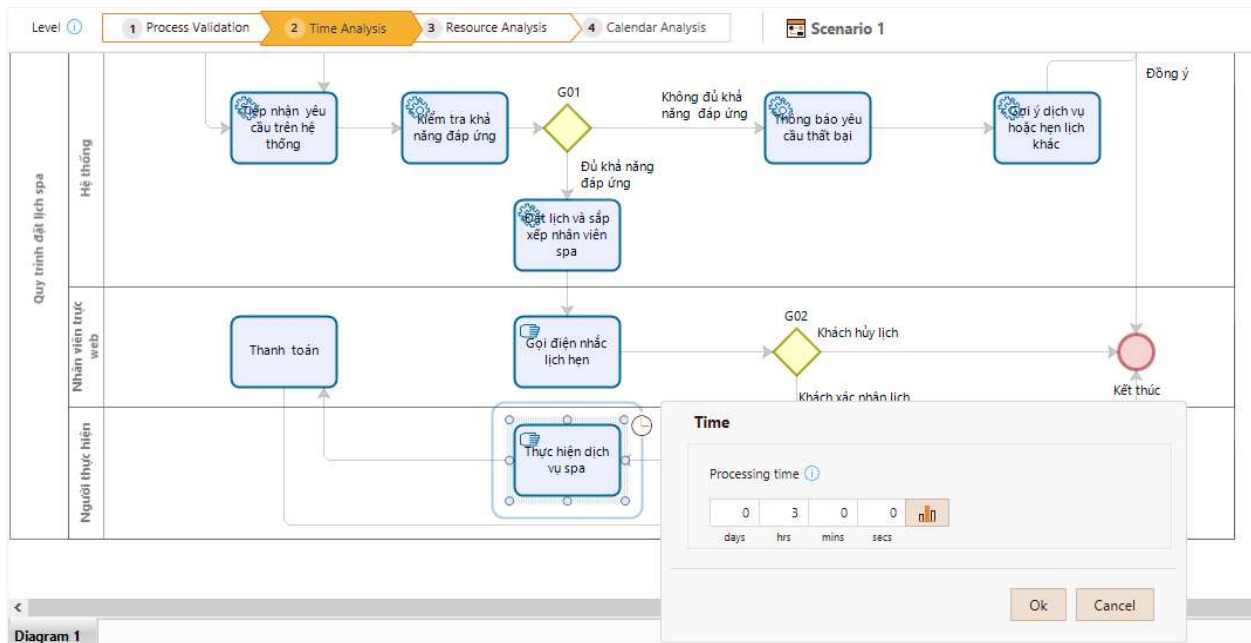 Level
1 Process Validation
2 Time Analysis
3 Resource Analysis
4 Calendar Analysis
Scenario 1
Quy trình đặt lịch spa
Hệ thống
Tiếp nhận yêu
cầu trên hệ
thống
Kiểm tra khả
năng đáp ứng
G01
Không đủ khả
năng đáp ứng
Thông báo yêu
cầu thất bại
Gợi ý dịch vụ
hoặc hẹn lịch
khác
Đồng ý
Đủ khả năng
đáp ứng
Đặt lịch và sắp
xếp nhân viên
spa
Nhân viên trực
web
Thanh toán
Gọi điện nhắc
lịch hẹn
G02
Khách hủy lịch
Kết thúc
Khách xác nhận lịch
Người thực hiện
Thực hiện dịch
vụ spa
Time
Processing time
0 3 0 0
days hrs mins secs
Ok Cancel
Diagram 1